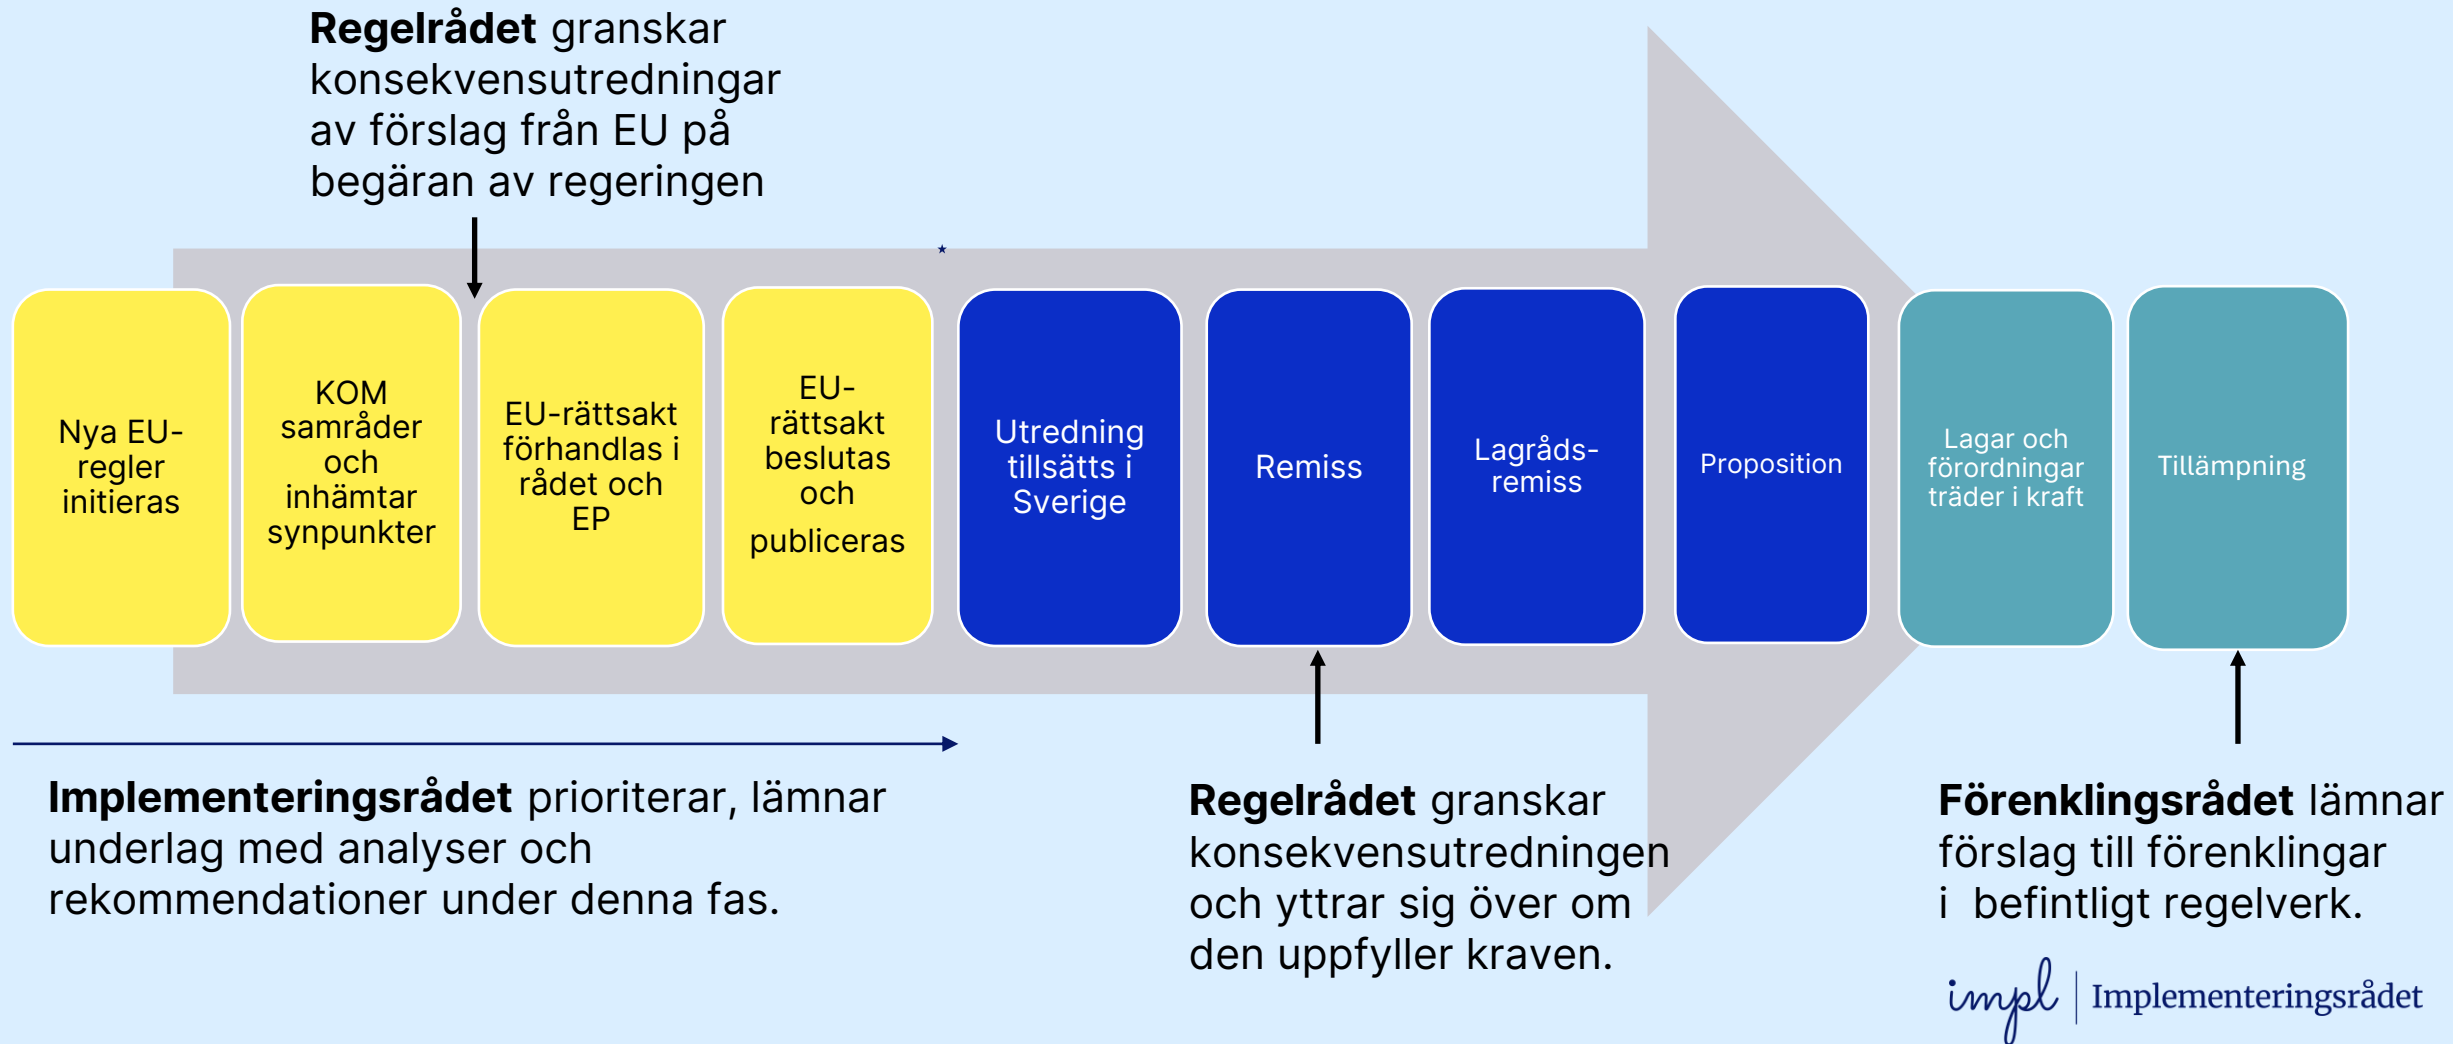 Regelrådet granskar
konsekvensutredningar
av förslag från EU på
begäran av regeringen
Nya EU-
regler
initieras
KOM
samråder
och
inhämtar
synpunkter
EU-rättsakt
förhandlas i
rådet och
EP
EU-
rättsakt
beslutas
och
publiceras
Utredning
tillsätts i
Sverige
Remiss
Lagråds-
remiss
Proposition
Lagar och
förordningar
träder i kraft
Tillämpning
Implementeringsrådet prioriterar, lämnar
underlag med analyser och
rekommendationer under denna fas.
Regelrådet granskar
konsekvensutredningen
och yttrar sig över om
den uppfyller kraven.
Förenklingsrådet lämnar
förslag till förenklingar
i befintligt regelverk.
impl | Implementeringsrådet